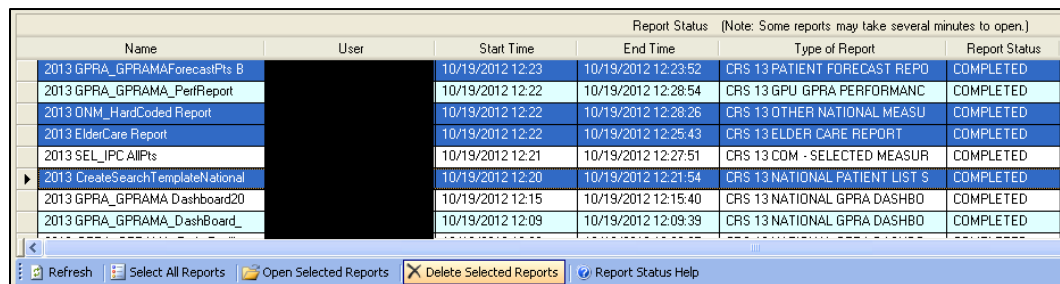 Report Status (Note: Some reports may take several minutes to open.)
Name User Start Time End Time Type of Report Report Status
2013 GPRA_GPRAMAForecastPts B 10/19/2012 12:23 10/19/2012 12:23:52 CRS 13 PATIENT FORECAST REPO COMPLETED
2013 GPRA_GPRAMA_PerfReport 10/19/2012 12:22 10/19/2012 12:28:54 CRS 13 GPU GPRA PERFORMANC COMPLETED
2013 ONM_HardCoded Report 10/19/2012 12:22 10/19/2012 12:28:26 CRS 13 OTHER NATIONAL MEASU COMPLETED
2013 ElderCare Report 10/19/2012 12:22 10/19/2012 12:25:43 CRS 13 ELDER CARE REPORT COMPLETED
2013 SEL_IPC AllPts 10/19/2012 12:21 10/19/2012 12:27:51 CRS 13 COM - SELECTED MEASUR COMPLETED
2013 CreateSearchTemplateNational 10/19/2012 12:20 10/19/2012 12:21:54 CRS 13 NATIONAL PATIENT LIST S COMPLETED
2013 GPRA_GPRAMA Dashboard20 10/19/2012 12:15 10/19/2012 12:15:40 CRS 13 NATIONAL GPRA DASHBO COMPLETED
2013 GPRA_GPRAMA_DashBoard_ 10/19/2012 12:09 10/19/2012 12:09:39 CRS 13 NATIONAL GPRA DASHBO COMPLETED
Refresh Select All Reports Open Selected Reports Delete Selected Reports Report Status Help